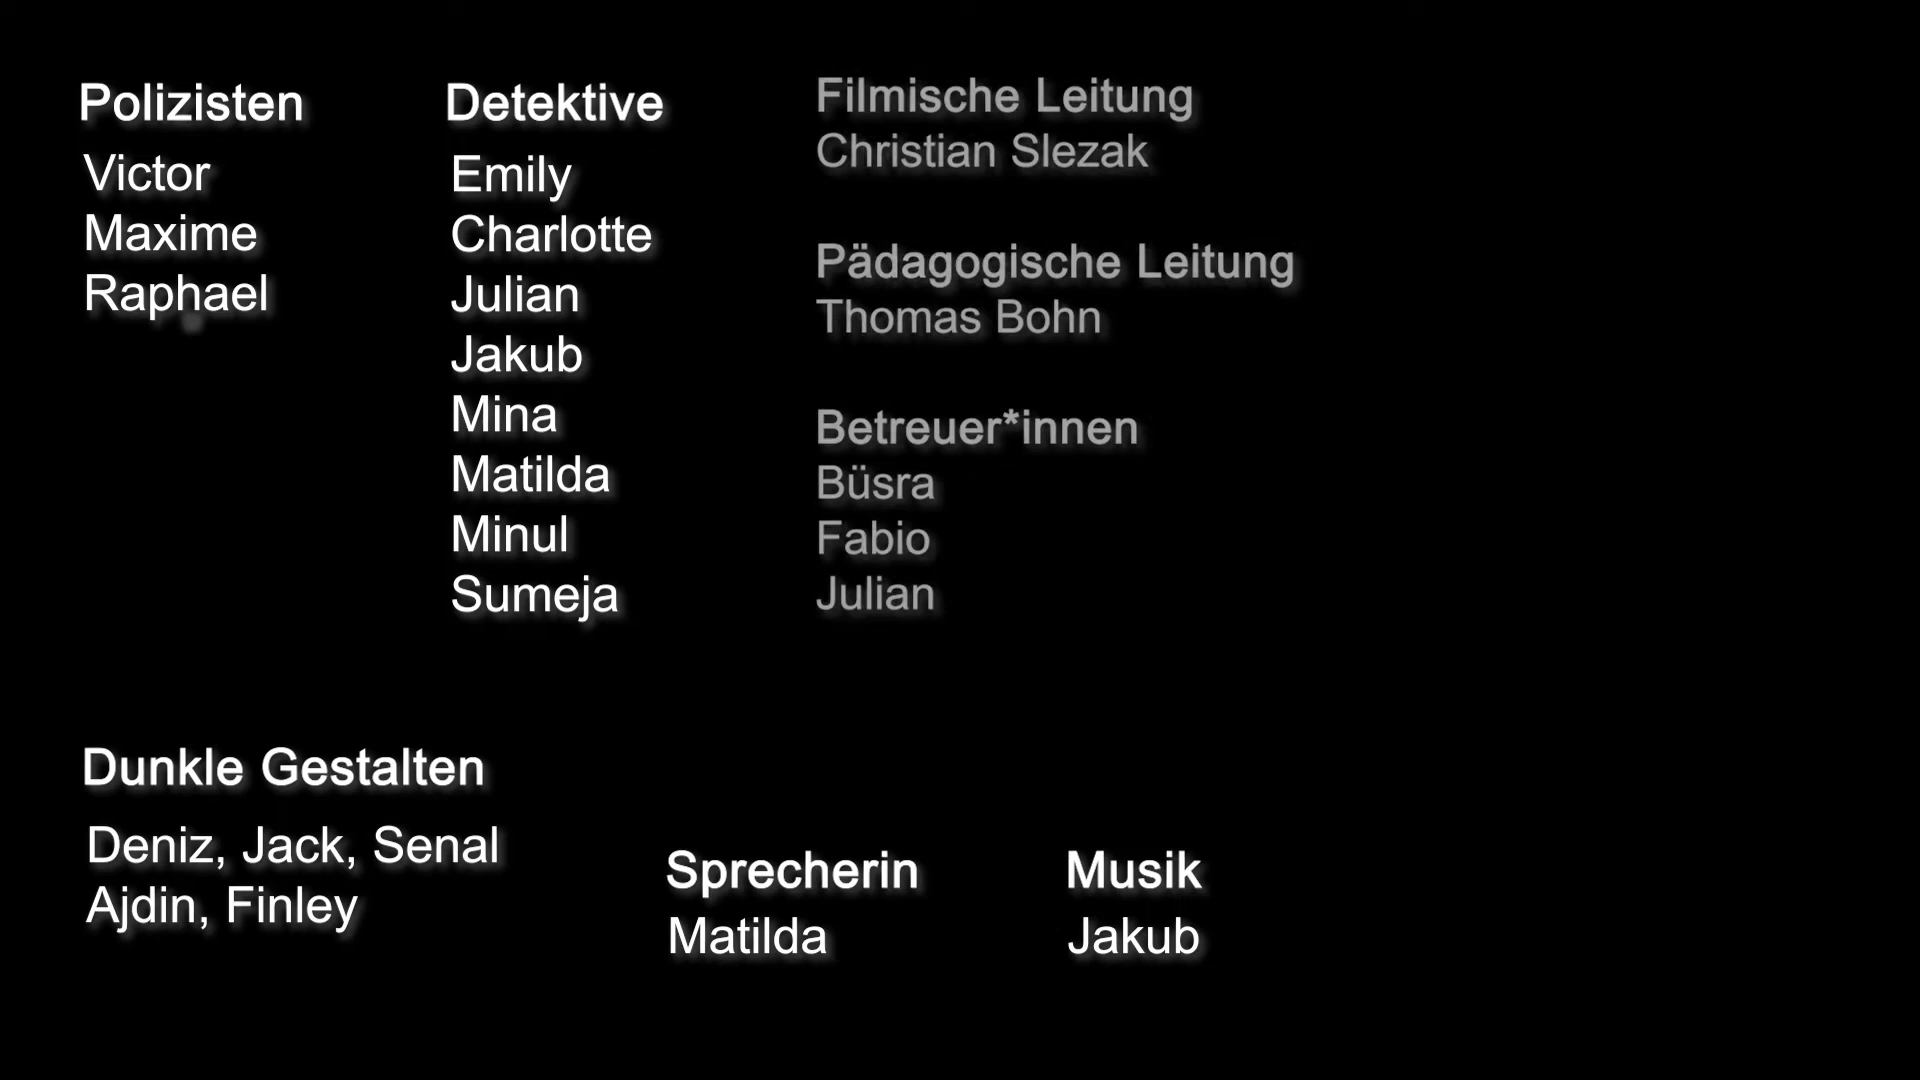 Polizisten
Victor
Maxime
Raphael
Detektive
Emily
Charlotte
Julian
Jakub
Mina
Matilda
Minul
Sumeja
Filmische Leitung
Christian Slezak
Pädagogische Leitung
Thomas Bohn
Betreuer*innen
Büsra
Fabio
Julian
Dunkle Gestalten
Deniz, Jack, Senal
Ajdin, Finley
Sprecherin
Matilda
Musik
Jakub